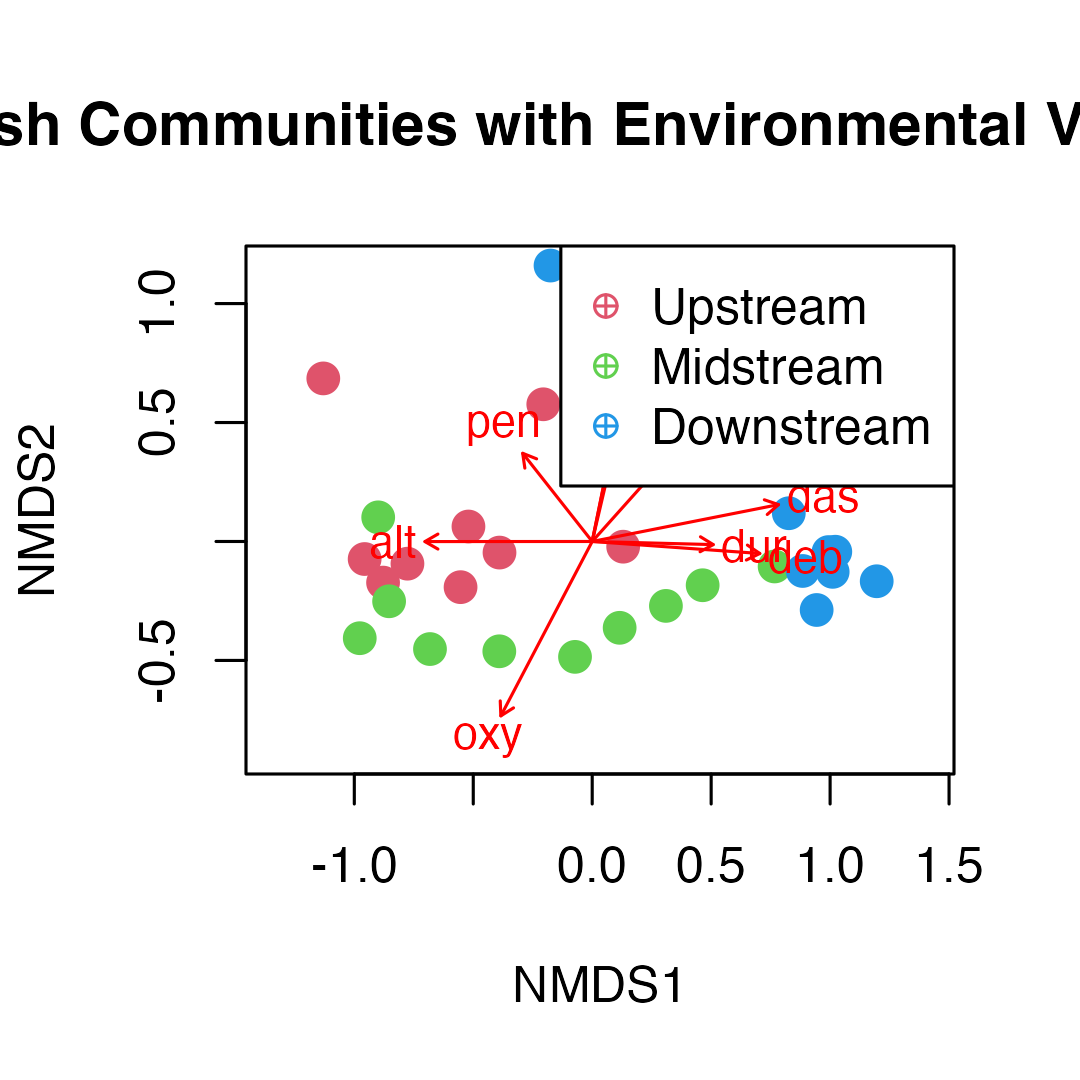 sh Communities with Environmental V
NMDS2
1.0
0.5
-0.5
Upstream
Midstream
Downstream
pen
das
alt
dur
deb
oxy
-1.0
0.0
0.5
1.0
1.5
NMDS1